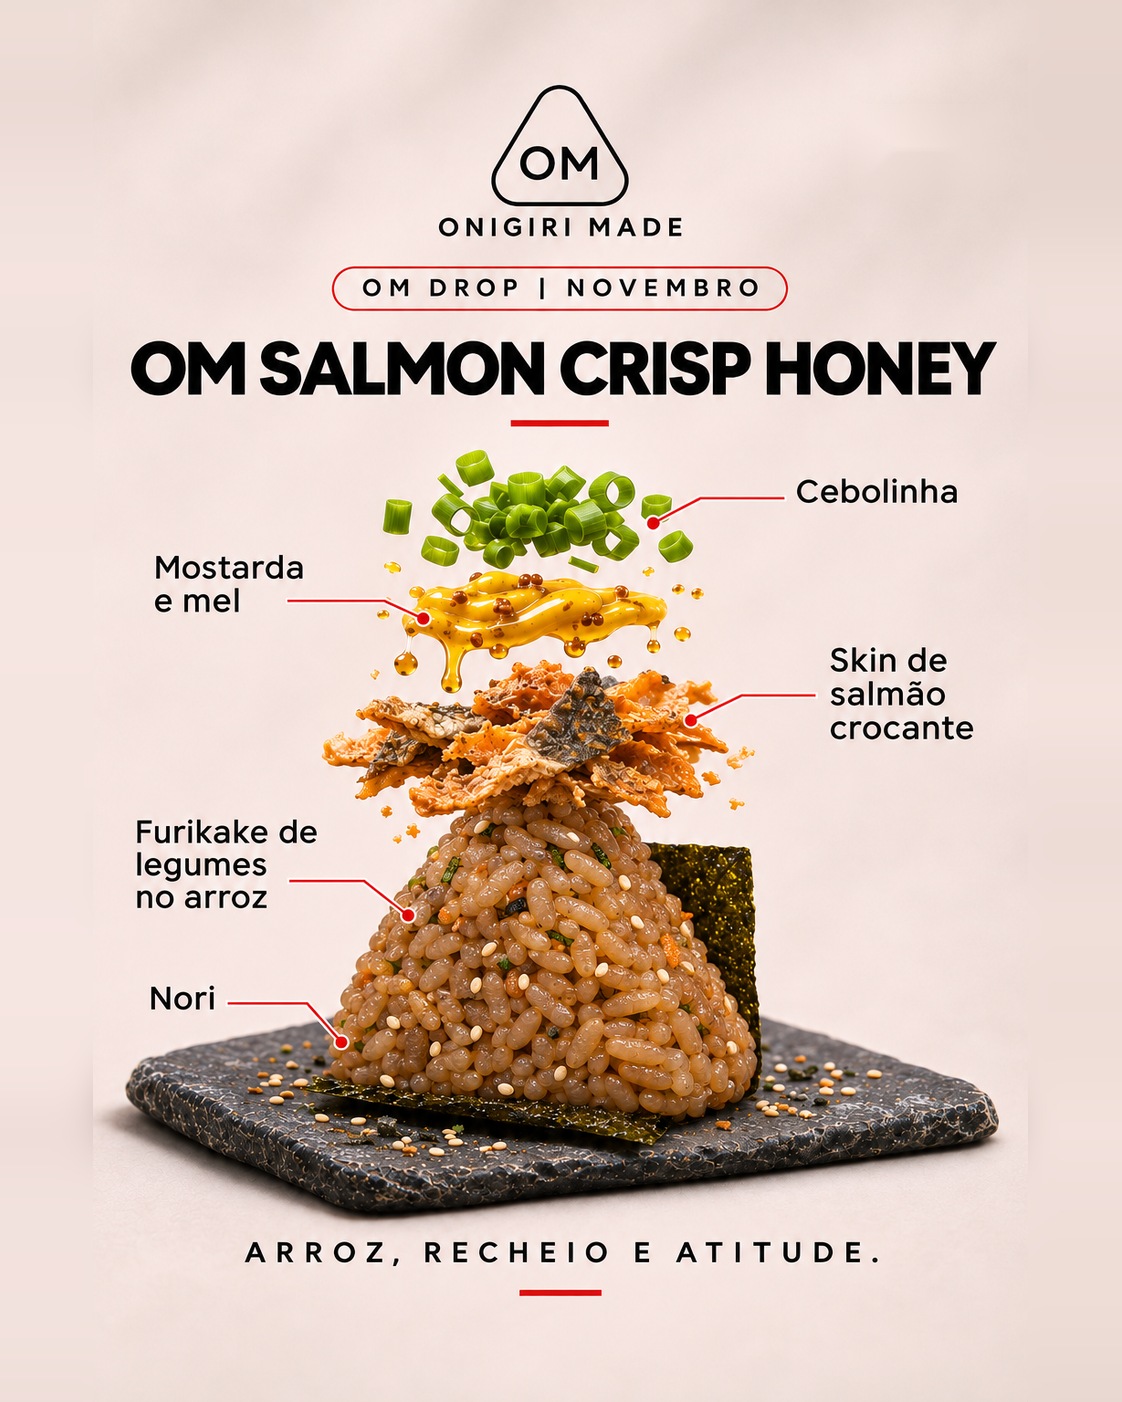 OM
ONIGIRI MADE
OM DROP | NOVEMBRO
OM SALMON CRISP HONEY
Cebolinha
Mostarda
e mel
Skin de
salmão
crocante
Furikake de
legumes
no arroz
Nori
ARROZ, RECHEIO E ATITUDE.